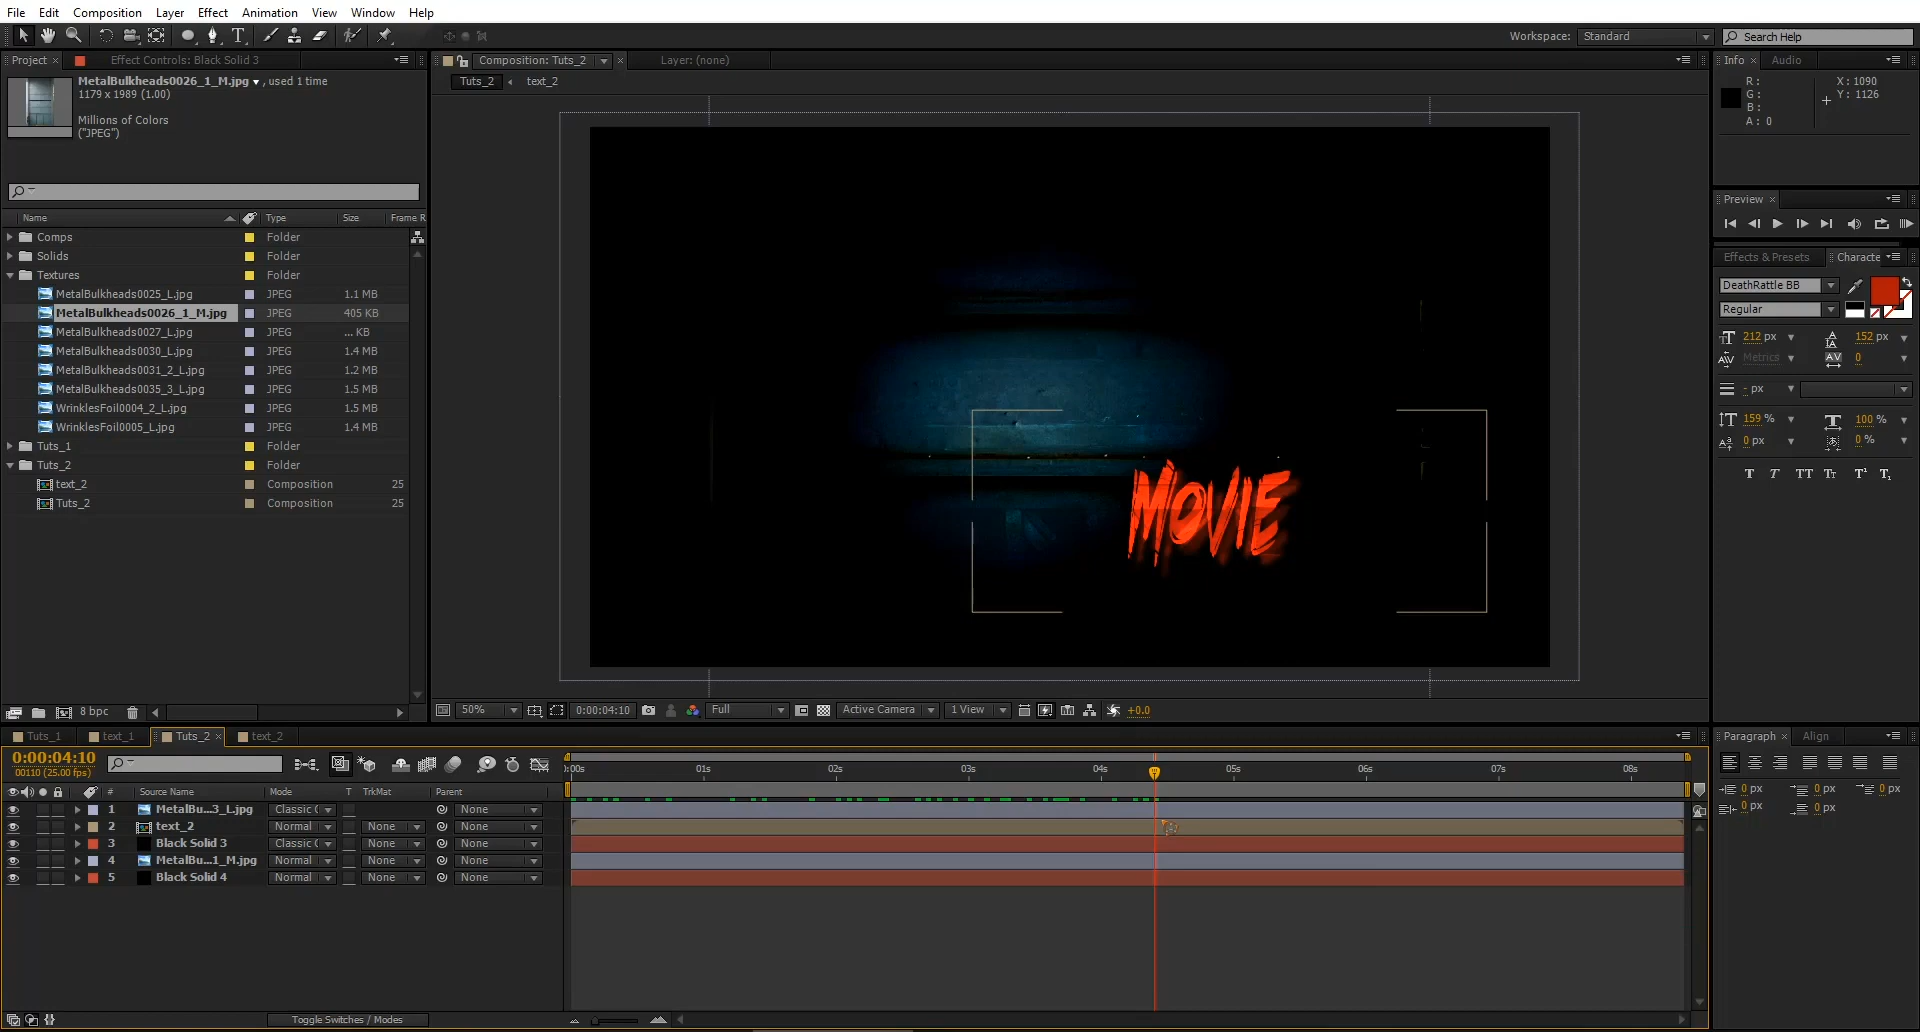 File Edit Composition Layer Effect Animation View Window Help
Workspace: Standard Search Help
Project × Effect Controls: Black Solid 3
MetalBulkheads0026_1_M.jpg ▾, used 1 time
1179 x 1989 (1.00)
Millions of Colors
("JPEG")
Name Type Size Frame R
Comps Folder
Solids Folder
Textures Folder
MetalBulkheads0025_L.jpg JPEG 1.1 MB
MetalBulkheads0026_1_M.jpg JPEG 405 KB
MetalBulkheads0027_L.jpg JPEG ... KB
MetalBulkheads0030_L.jpg JPEG 1.4 MB
MetalBulkheads0031_2_L.jpg JPEG 1.2 MB
MetalBulkheads0035_3_L.jpg JPEG 1.5 MB
WrinklesFoil0004_2_L.jpg JPEG 1.5 MB
WrinklesFoil0005_L.jpg JPEG 1.4 MB
Tuts_1 Folder
Tuts_2 Folder
text_2 Composition 25
Tuts_2 Composition 25
8 bpc
Composition: Tuts_2 × Layer: (none)
Tuts_2 text_2
MOVIE
50% 0:00:04:10 Full Active Camera 1 View +0.0
Info × Audio
R: X: 1090
G: Y: 1126
B:
A: 0
Preview ×
Effects & Presets Characte
DeathRattle BB
Regular
212 px 152 px
Metrics 0
- px
159 % 100 %
0 px 0 %
T T TT Tt T¹ T₁
Tuts_1 text_1 Tuts_2 × text_2
0:00:04:10
00110 (25.00 fps)
0:00s 01s 02s 03s 04s 05s 06s 07s 08s
# Source Name Mode T TrkMat Parent
1 MetalBu...3_L.jpg Classic C None
2 text_2 Normal None None
3 Black Solid 3 Classic C None None
4 MetalBu...1_M.jpg Normal None None
5 Black Solid 4 Normal None None
Toggle Switches / Modes
Paragraph × Align
0 px 0 px 0 px
0 px 0 px